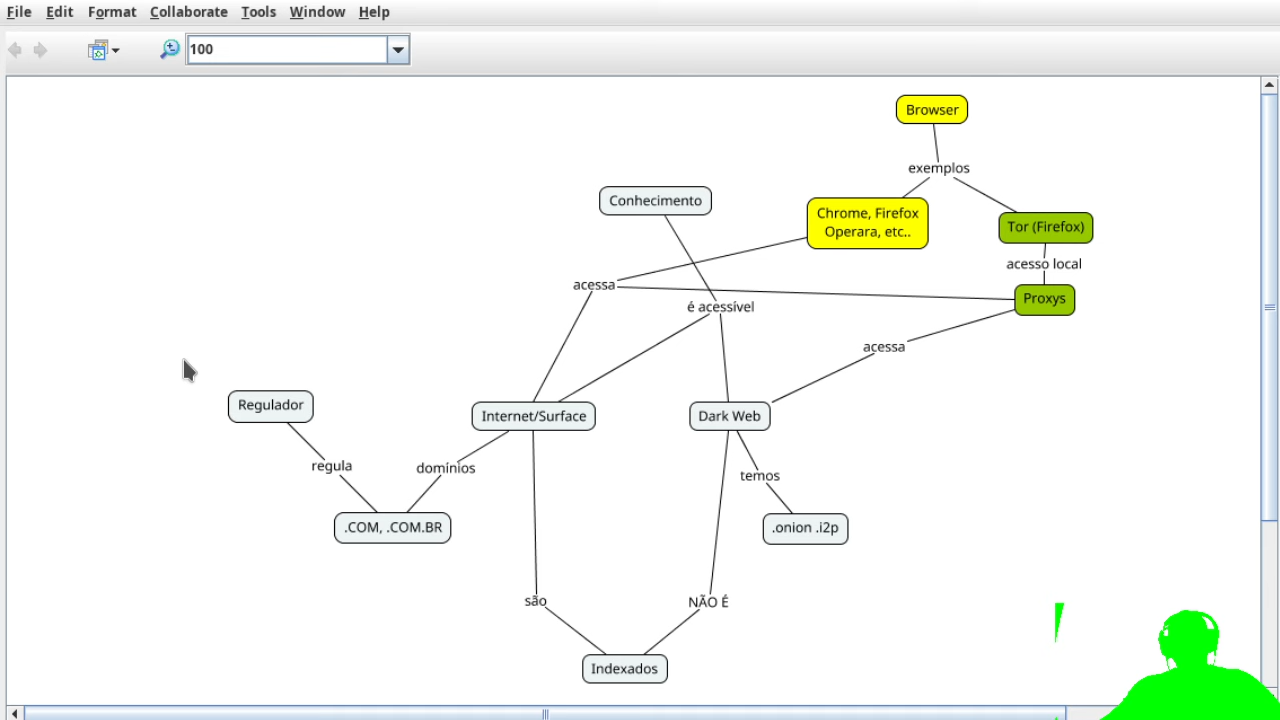 File Edit Format Collaborate Tools Window Help
100
Browser
exemplos
Conhecimento
Chrome, Firefox
Operara, etc..
Tor (Firefox)
acesso local
acessa
Proxys
é acessível
acessa
Regulador
Internet/Surface
Dark Web
regula
domínios
temos
.COM, .COM.BR
.onion .i2p
são
NÃO É
Indexados